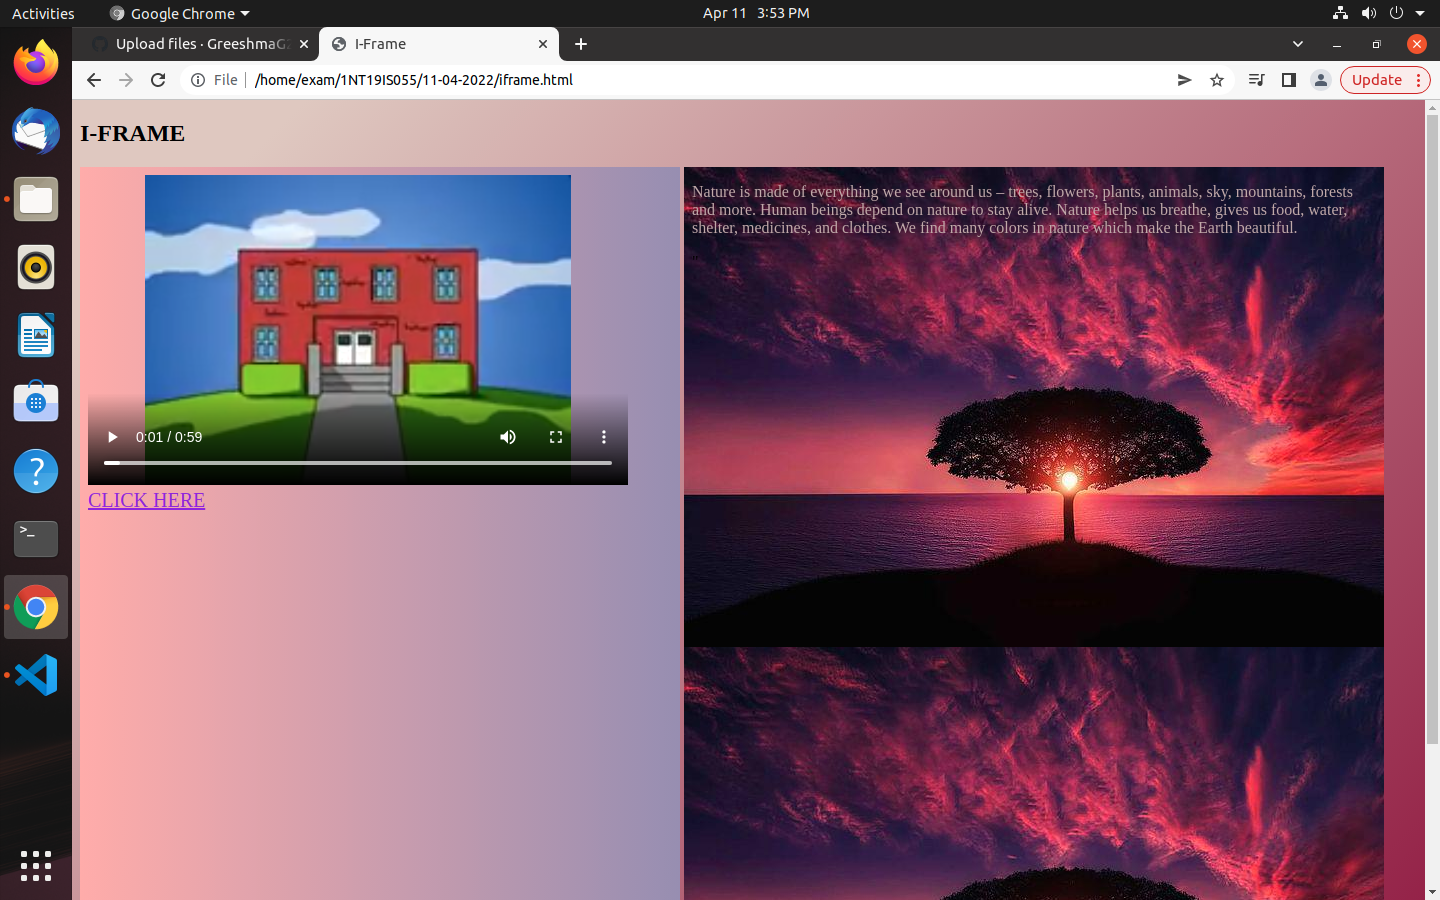 Activities
Google Chrome
Apr 11 3:53 PM
Upload files · GreeshmaG
I-Frame
File
/home/exam/1NT19IS055/11-04-2022/iframe.html
Update
I-FRAME
0:01 / 0:59
CLICK HERE
Nature is made of everything we see around us – trees, flowers, plants, animals, sky, mountains, forests
and more. Human beings depend on nature to stay alive. Nature helps us breathe, gives us food, water,
shelter, medicines, and clothes. We find many colors in nature which make the Earth beautiful.